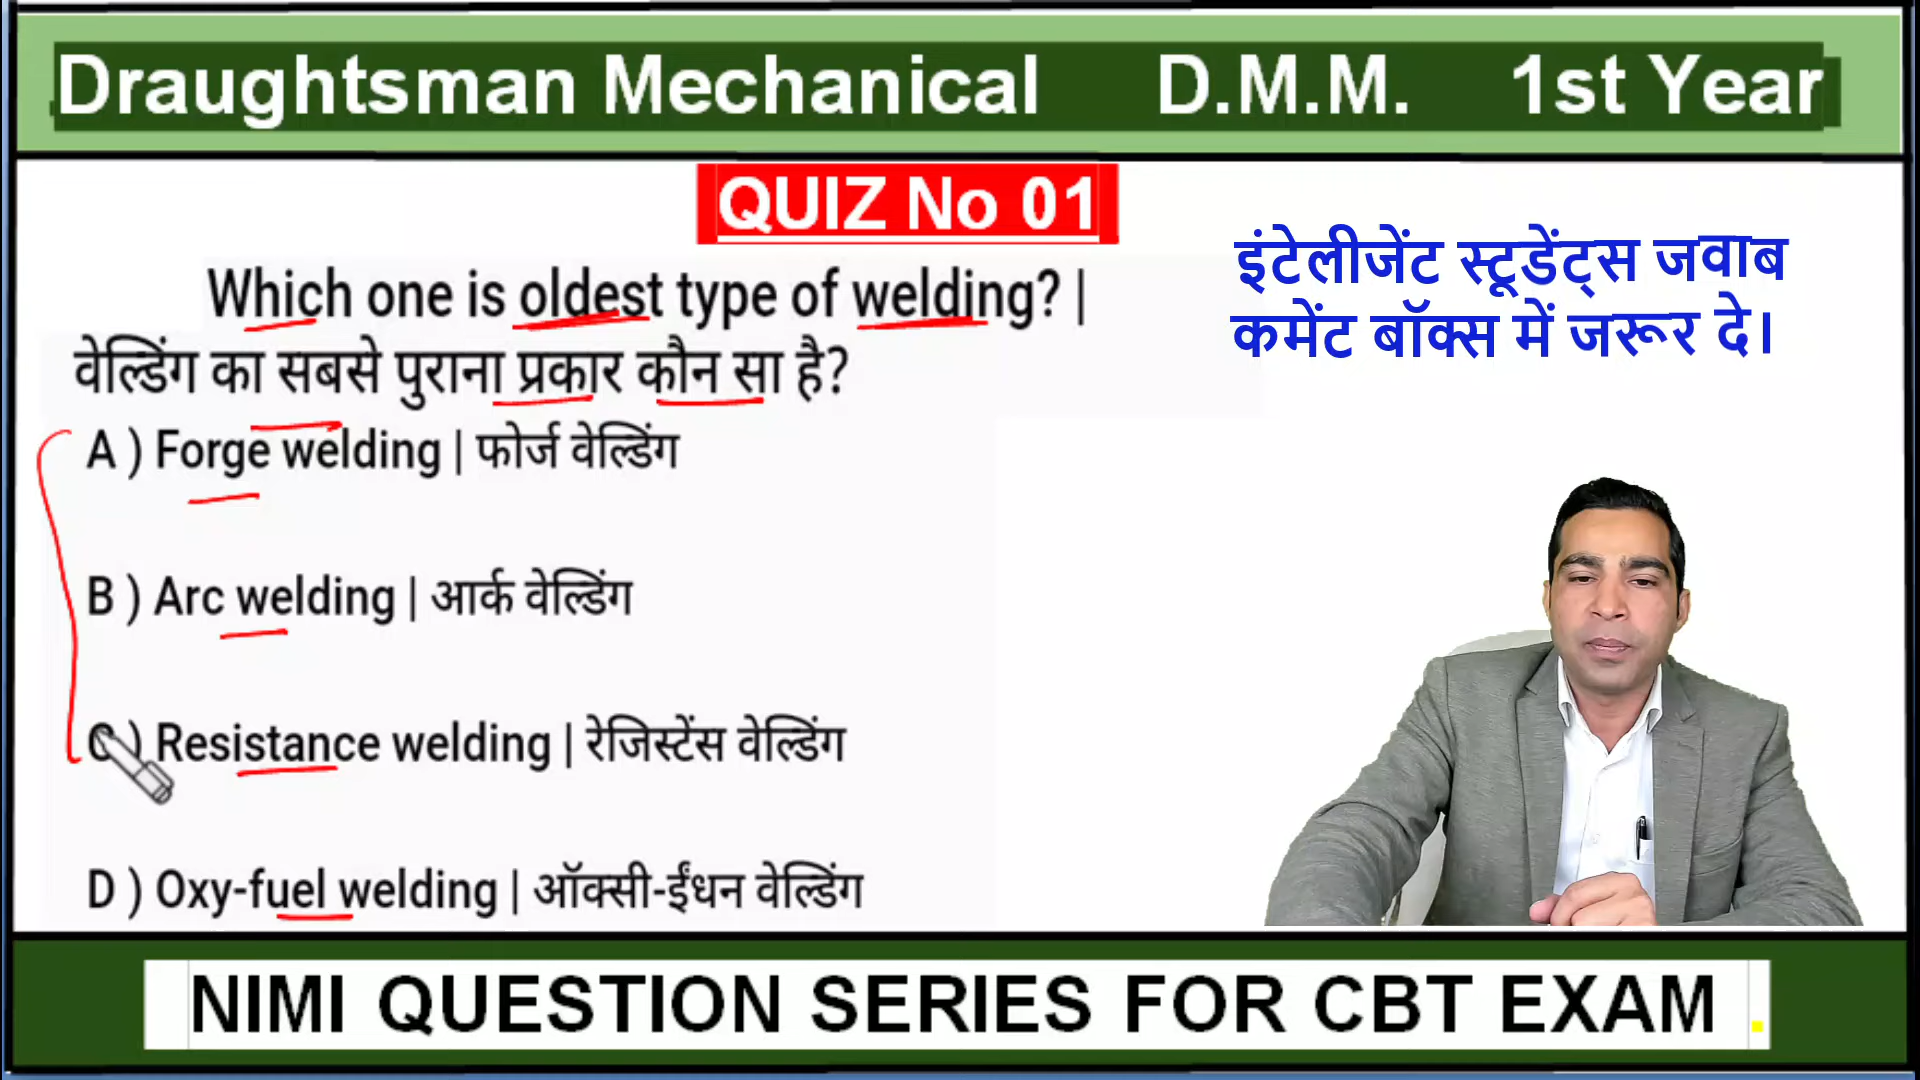 Draughtsman Mechanical D.M.M. 1st Year
QUIZ No 01
Which one is oldest type of welding? |
वेल्डिंग का सबसे पुराना प्रकार कौन सा है?
A ) Forge welding | फोर्ज वेल्डिंग
B ) Arc welding | आर्क वेल्डिंग
C ) Resistance welding | रेजिस्टेंस वेल्डिंग
D ) Oxy-fuel welding | ऑक्सी-ईंधन वेल्डिंग
इंटेलीजेंट स्टूडेंट्स जवाब
कमेंट बॉक्स में जरूर दे।
NIMI QUESTION SERIES FOR CBT EXAM .